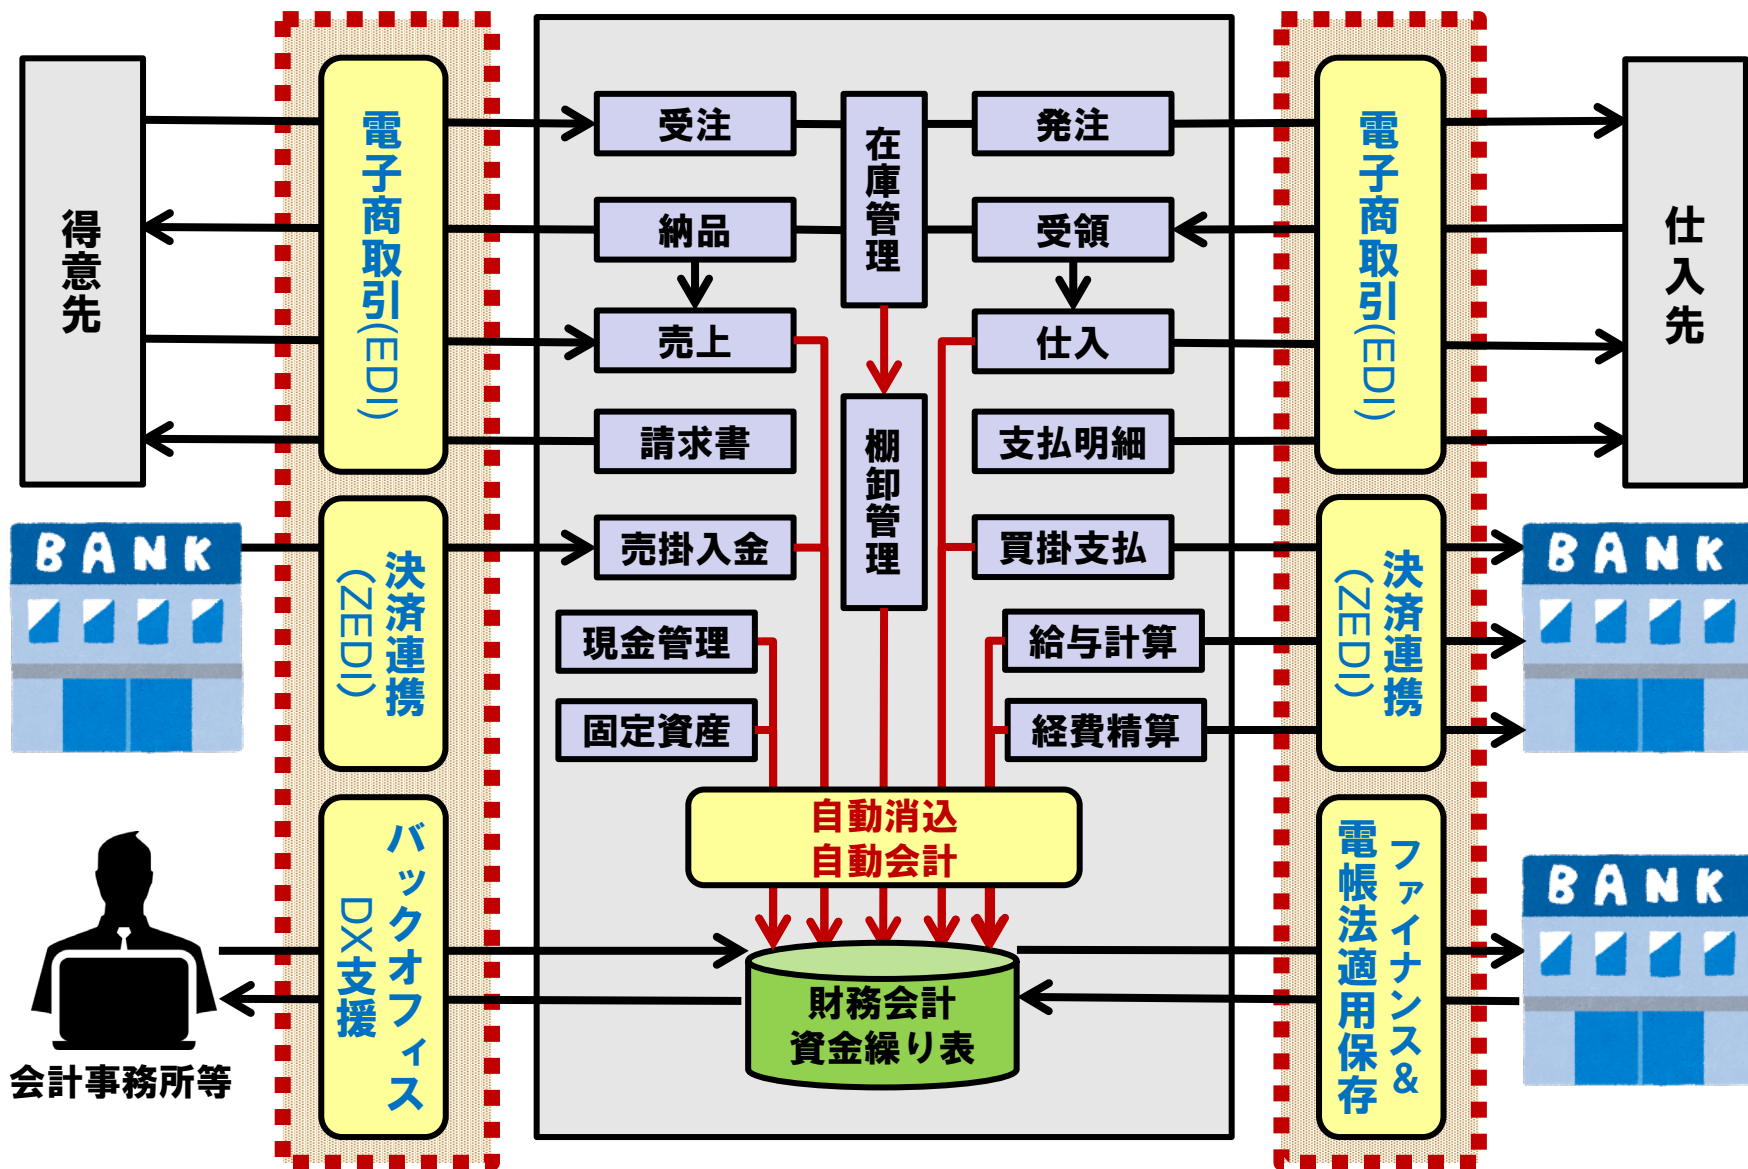 得意先
電子商取引(EDI)
受注
在庫管理
発注
電子商取引(EDI)
仕入先
納品
受領
売上
仕入
請求書
棚卸管理
支払明細
BANK
決済連携
(ZEDI)
売掛入金
買掛支払
決済連携
(ZEDI)
BANK
現金管理
給与計算
固定資産
経費精算
自動消込
自動会計
バックオフィス
DX支援
財務会計
資金繰り表
ファイナンス&
電帳法適用保存
BANK
会計事務所等